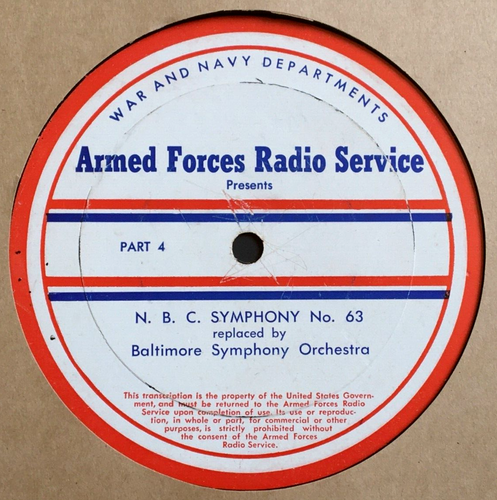 WAR AND NAVY DEPARTMENTS
Armed Forces Radio Service
Presents
PART 4
N. B. C. SYMPHONY No. 63
replaced by
Baltimore Symphony Orchestra
This transcription is the property of the United States Govern-
ment, and must be returned to the Armed Forces Radio
Service upon completion of use. Its use or reproduc-
tion, in whole or part, for commercial or other
purposes, is strictly prohibited without
the consent of the Armed Forces
Radio Service.